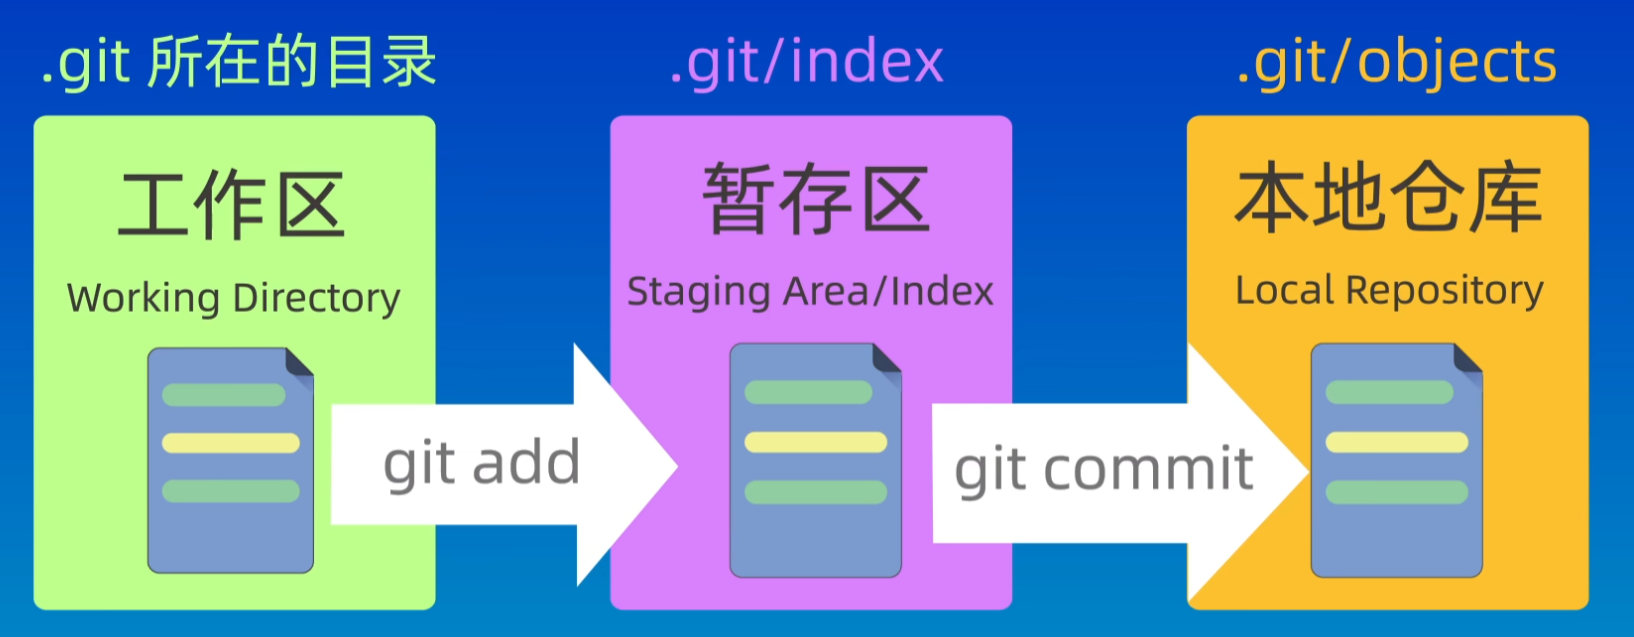 .git 所在的目录
.git/index
.git/objects
工作区
Working Directory
暂存区
Staging Area/Index
本地仓库
Local Repository
git add
git commit